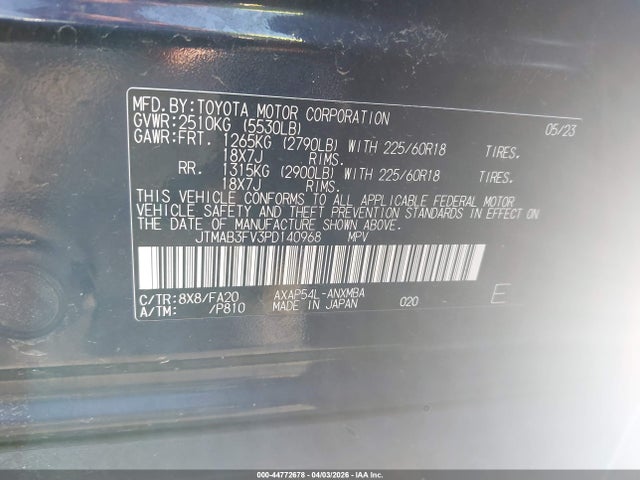 MFD.BY:TOYOTA MOTOR CORPORATION 05/23
GVWR:2510KG (5530LB)
GAWR:FRT. 1265KG (2790LB) WITH 225/60R18 TIRES.
18X7J RIMS.
RR. 1315KG (2900LB) WITH 225/60R18 TIRES.
18X7J RIMS.
THIS VEHICLE CONFORMS TO ALL APPLICABLE FEDERAL MOTOR
VEHICLE SAFETY AND THEFT PREVENTION STANDARDS IN EFFECT ON
THE DATE OF MANUFACTURE SHOWN ABOVE.
JTMAB3FV3PD140968 MPV
C/TR:8X8/FA20 AXAP54L-ANXMBA 020 E
A/TM: /P810 MADE IN JAPAN
000-44772678 - 04/03/2026 - IAA Inc.